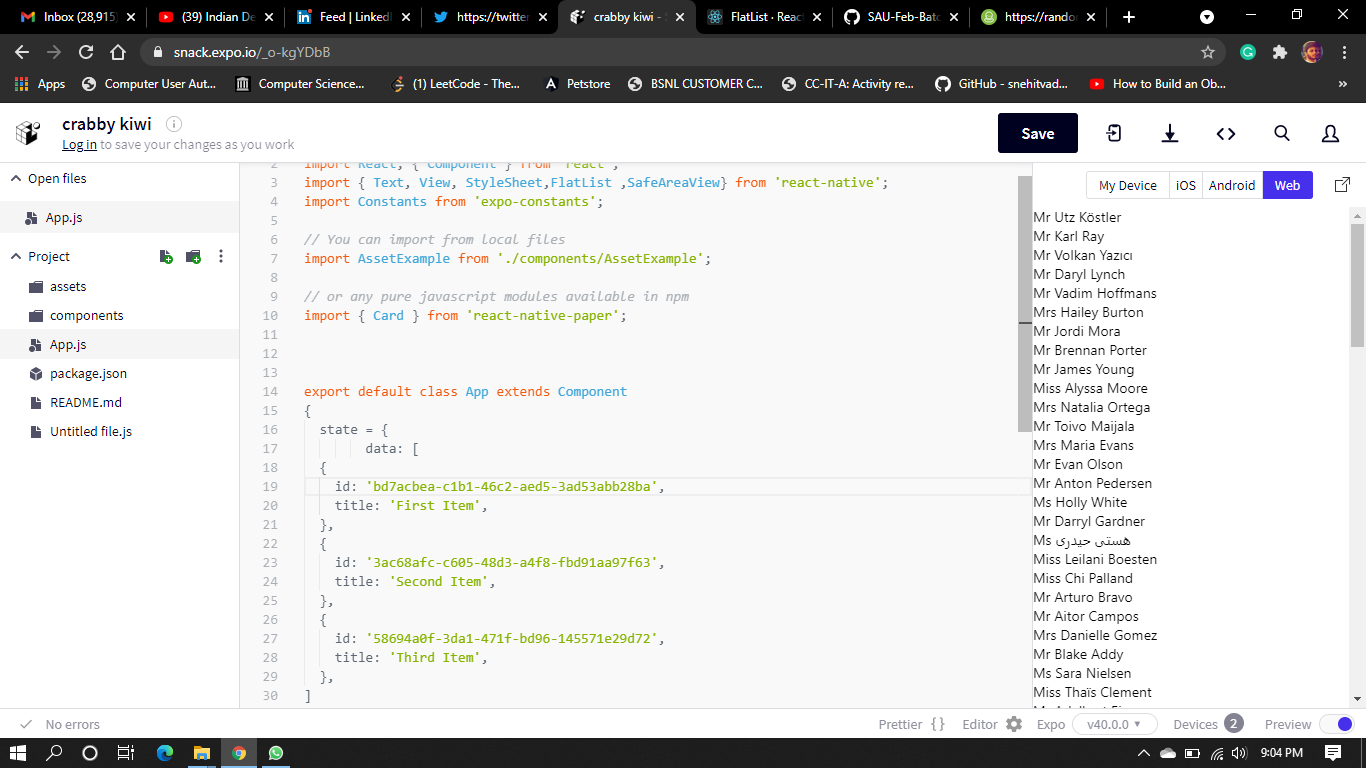 Inbox (28,915)
(39) Indian De
Feed | LinkedI
https://twitter
crabby kiwi - S
FlatList · Reac
SAU-Feb-Batc
https://rando
snack.expo.io/_o-kgYDbB
Apps
Computer User Aut...
Computer Science...
(1) LeetCode - The...
Petstore
BSNL CUSTOMER C...
CC-IT-A: Activity re...
GitHub - snehitvad...
How to Build an Ob...
»
crabby kiwi
Log in to save your changes as you work
Save
Open files
App.js
Project
assets
components
App.js
package.json
README.md
Untitled file.js
2 import React, { Component } from 'react';
3 import { Text, View, StyleSheet,FlatList ,SafeAreaView} from 'react-native';
4 import Constants from 'expo-constants';
5
6 // You can import from local files
7 import AssetExample from './components/AssetExample';
8
9 // or any pure javascript modules available in npm
10 import { Card } from 'react-native-paper';
11
12
13
14 export default class App extends Component
15 {
16 state = {
17 data: [
18 {
19 id: 'bd7acbea-c1b1-46c2-aed5-3ad53abb28ba',
20 title: 'First Item',
21 },
22 {
23 id: '3ac68afc-c605-48d3-a4f8-fbd91aa97f63',
24 title: 'Second Item',
25 },
26 {
27 id: '58694a0f-3da1-471f-bd96-145571e29d72',
28 title: 'Third Item',
29 },
30 ]
My Device iOS Android Web
Mr Utz Köstler
Mr Karl Ray
Mr Volkan Yazıcı
Mr Daryl Lynch
Mr Vadim Hoffmans
Mrs Hailey Burton
Mr Jordi Mora
Mr Brennan Porter
Mr James Young
Miss Alyssa Moore
Mrs Natalia Ortega
Mr Toivo Maijala
Mrs Maria Evans
Mr Evan Olson
Mr Anton Pedersen
Ms Holly White
Mr Darryl Gardner
Ms هستی حیدری
Miss Leilani Boesten
Miss Chi Palland
Mr Arturo Bravo
Mr Aitor Campos
Mrs Danielle Gomez
Mr Blake Addy
Ms Sara Nielsen
Miss Thaïs Clement
No errors
Prettier {}
Editor
Expo v40.0.0
Devices 2
Preview
9:04 PM